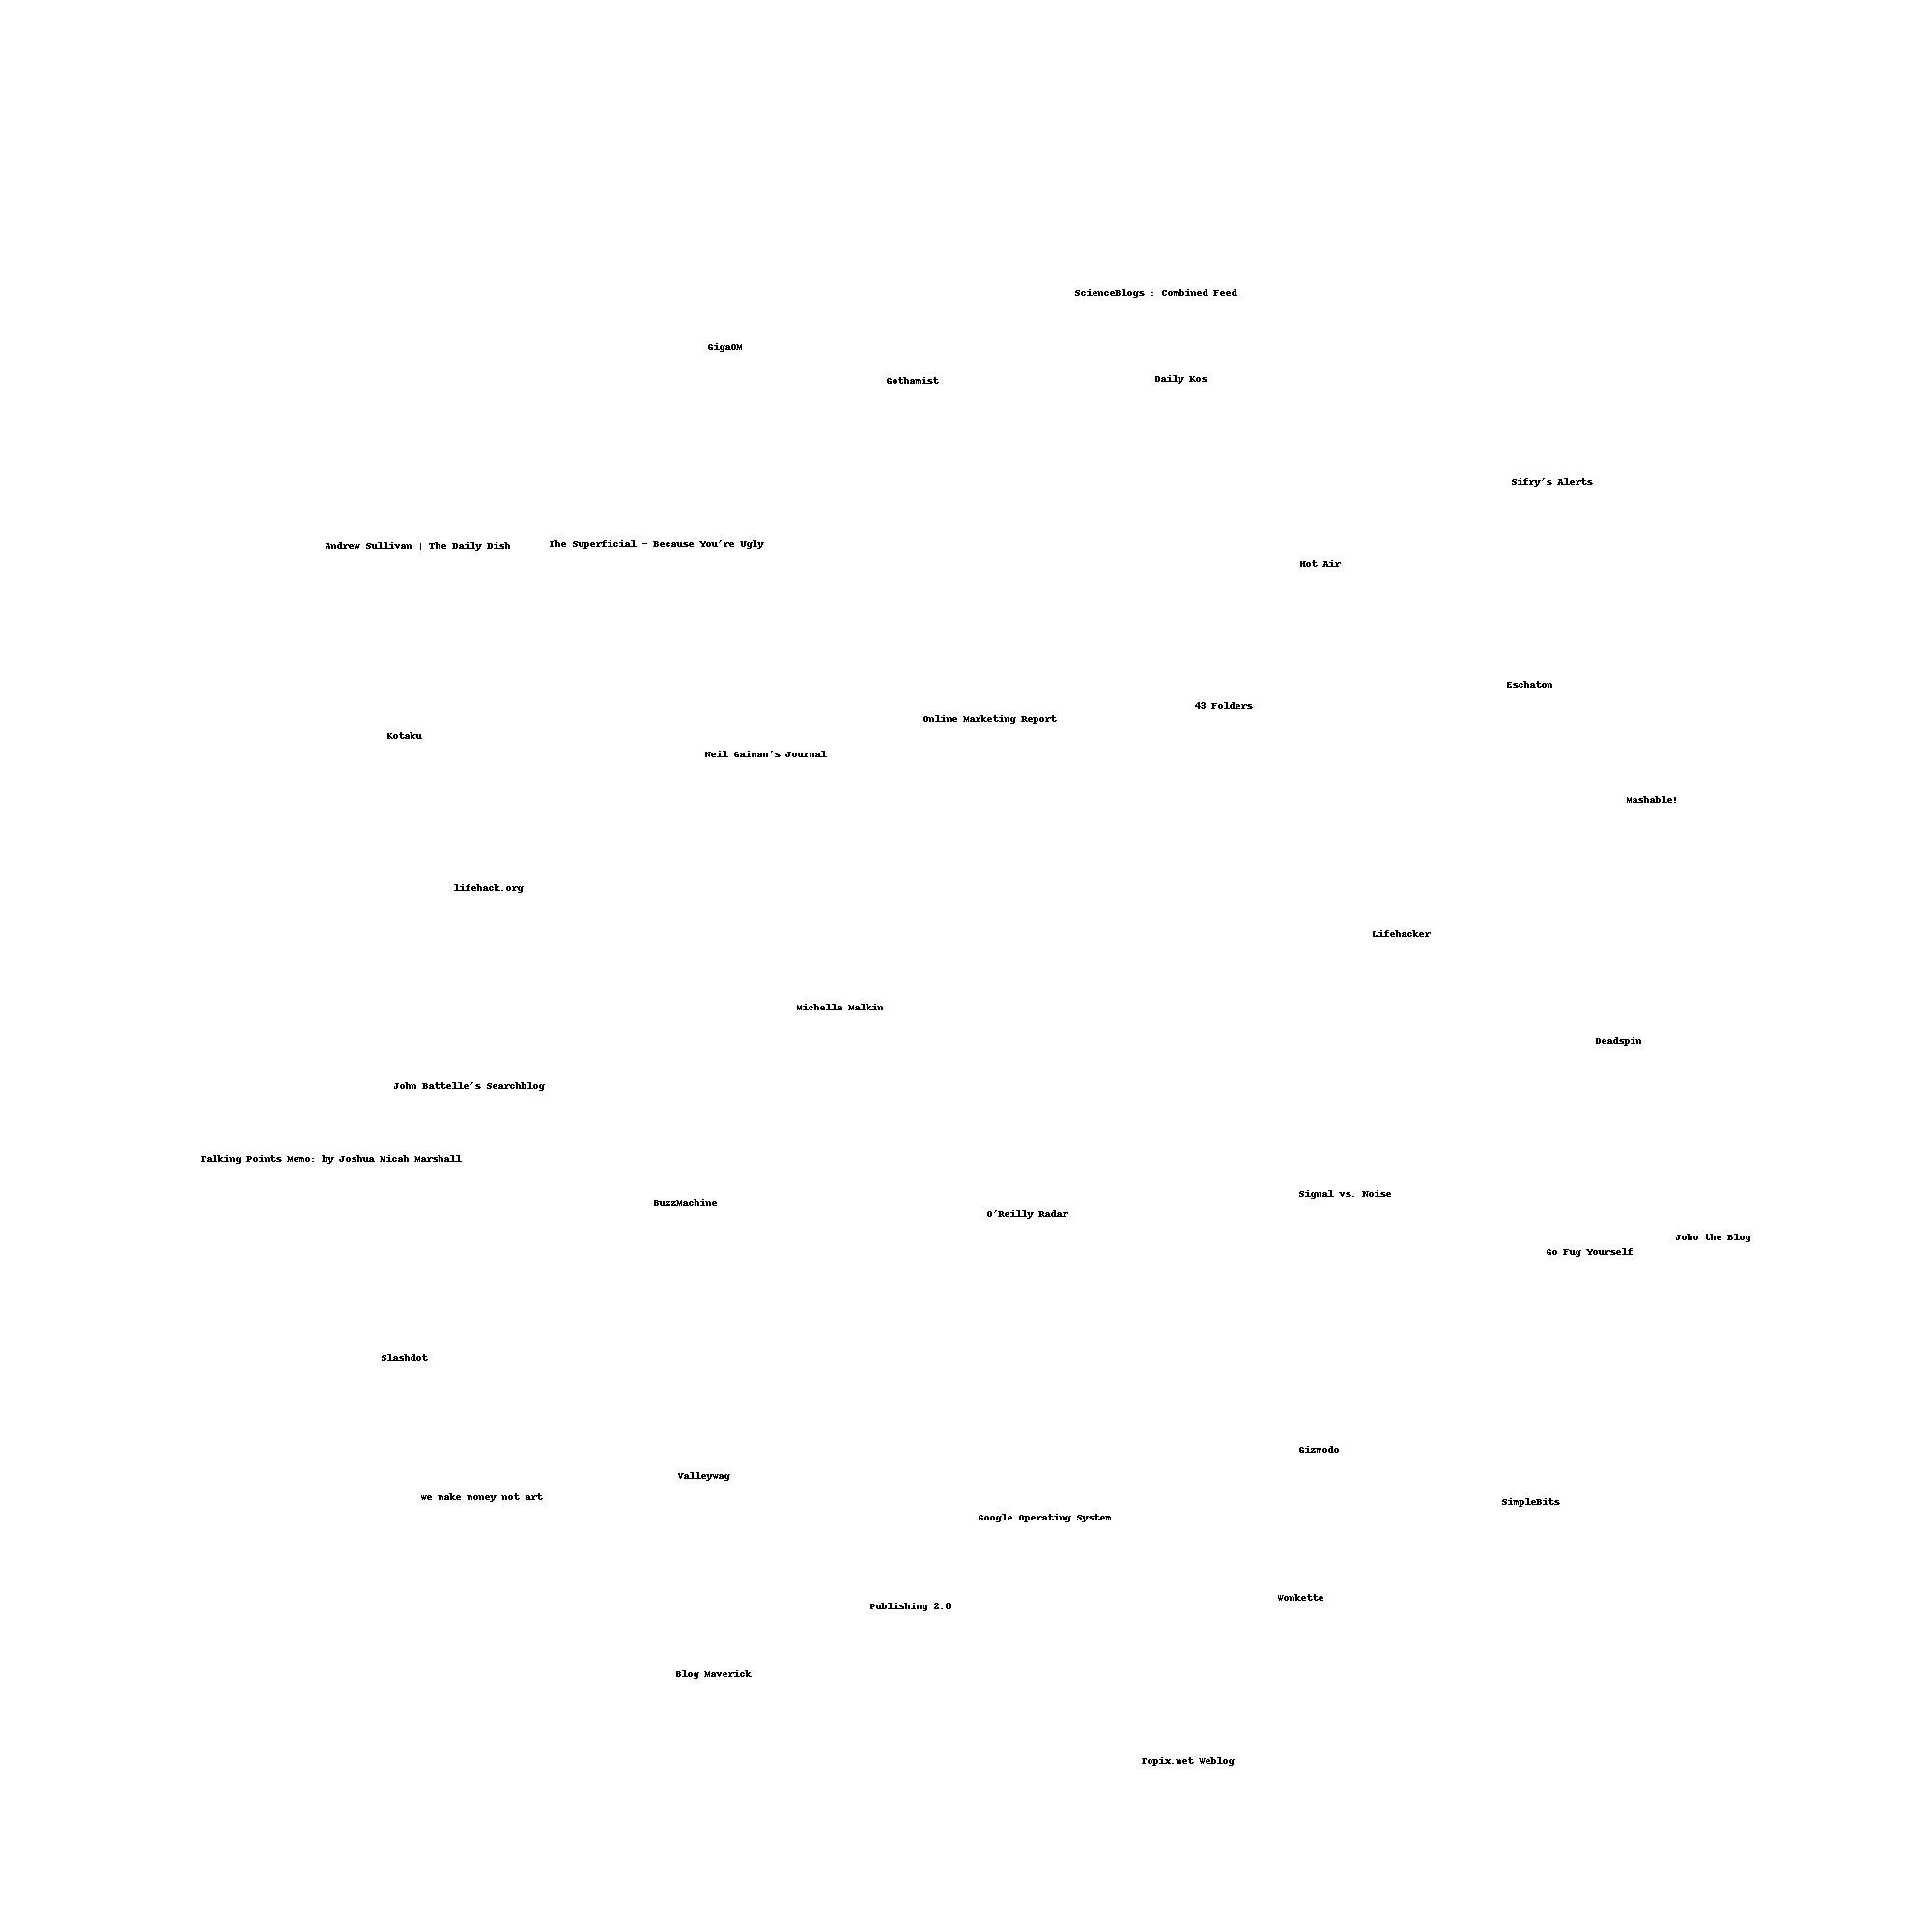 ScienceBlogs : Combined Feed
GigaOM
Daily Kos
Gothamist
Sifry's Alerts
The Superficial - Because You're Ugly
Andrew Sullivan | The Daily Dish
Hot Air
Eschaton
43 Folders
Online Marketing Report
Kotaku
Neil Gaiman's Journal
Mashable!
lifehack.org
Lifehacker
Michelle Malkin
Deadspin
John Battelle's Searchblog
Talking Points Memo: by Joshua Micah Marshall
Signal vs. Noise
BuzzMachine
O'Reilly Radar
Joho the Blog
Go Fug Yourself
Slashdot
Gizmodo
Valleywag
we make money not art
SimpleBits
Google Operating System
Wonkette
Publishing 2.0
Blog Maverick
Topix.net Weblog